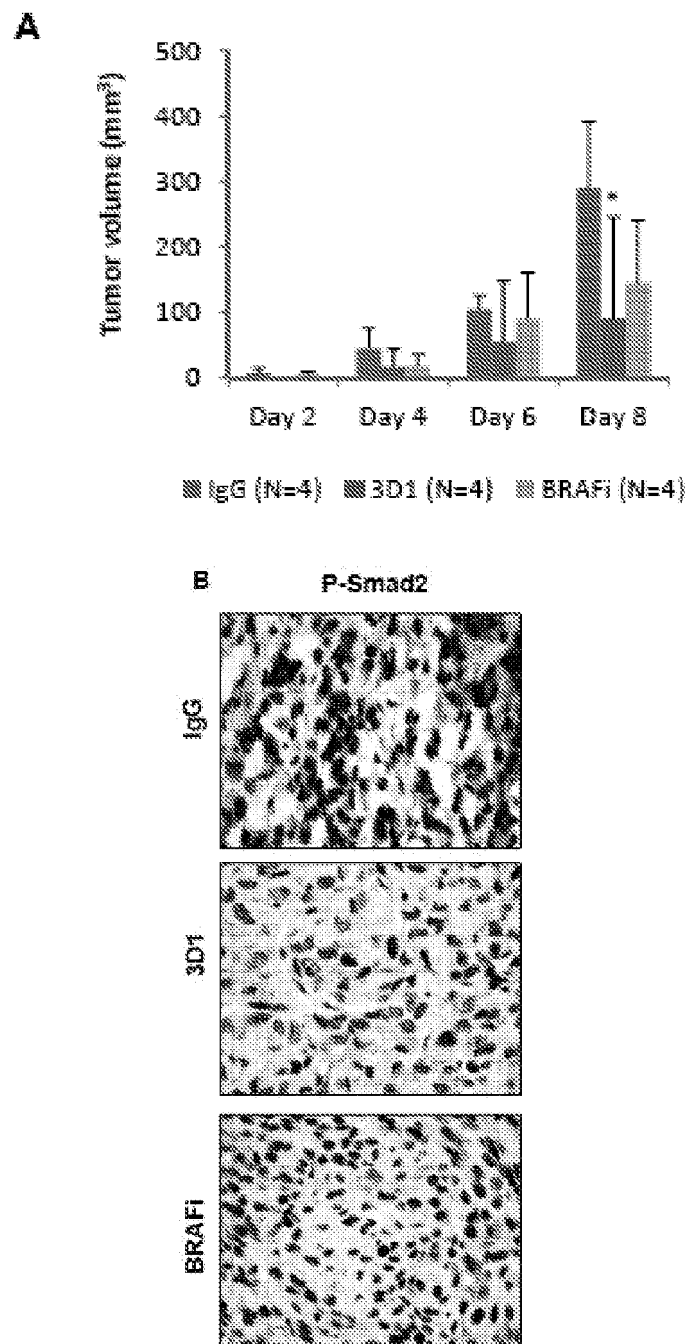 A
Tumor volume (mm³)
500
400
300
200
100
0
*
Day 2 Day 4 Day 6 Day 8
IgG (N=4) 3D1 (N=4) BRAFi (N=4)
B P-Smad2
IgG
3D1
BRAFi